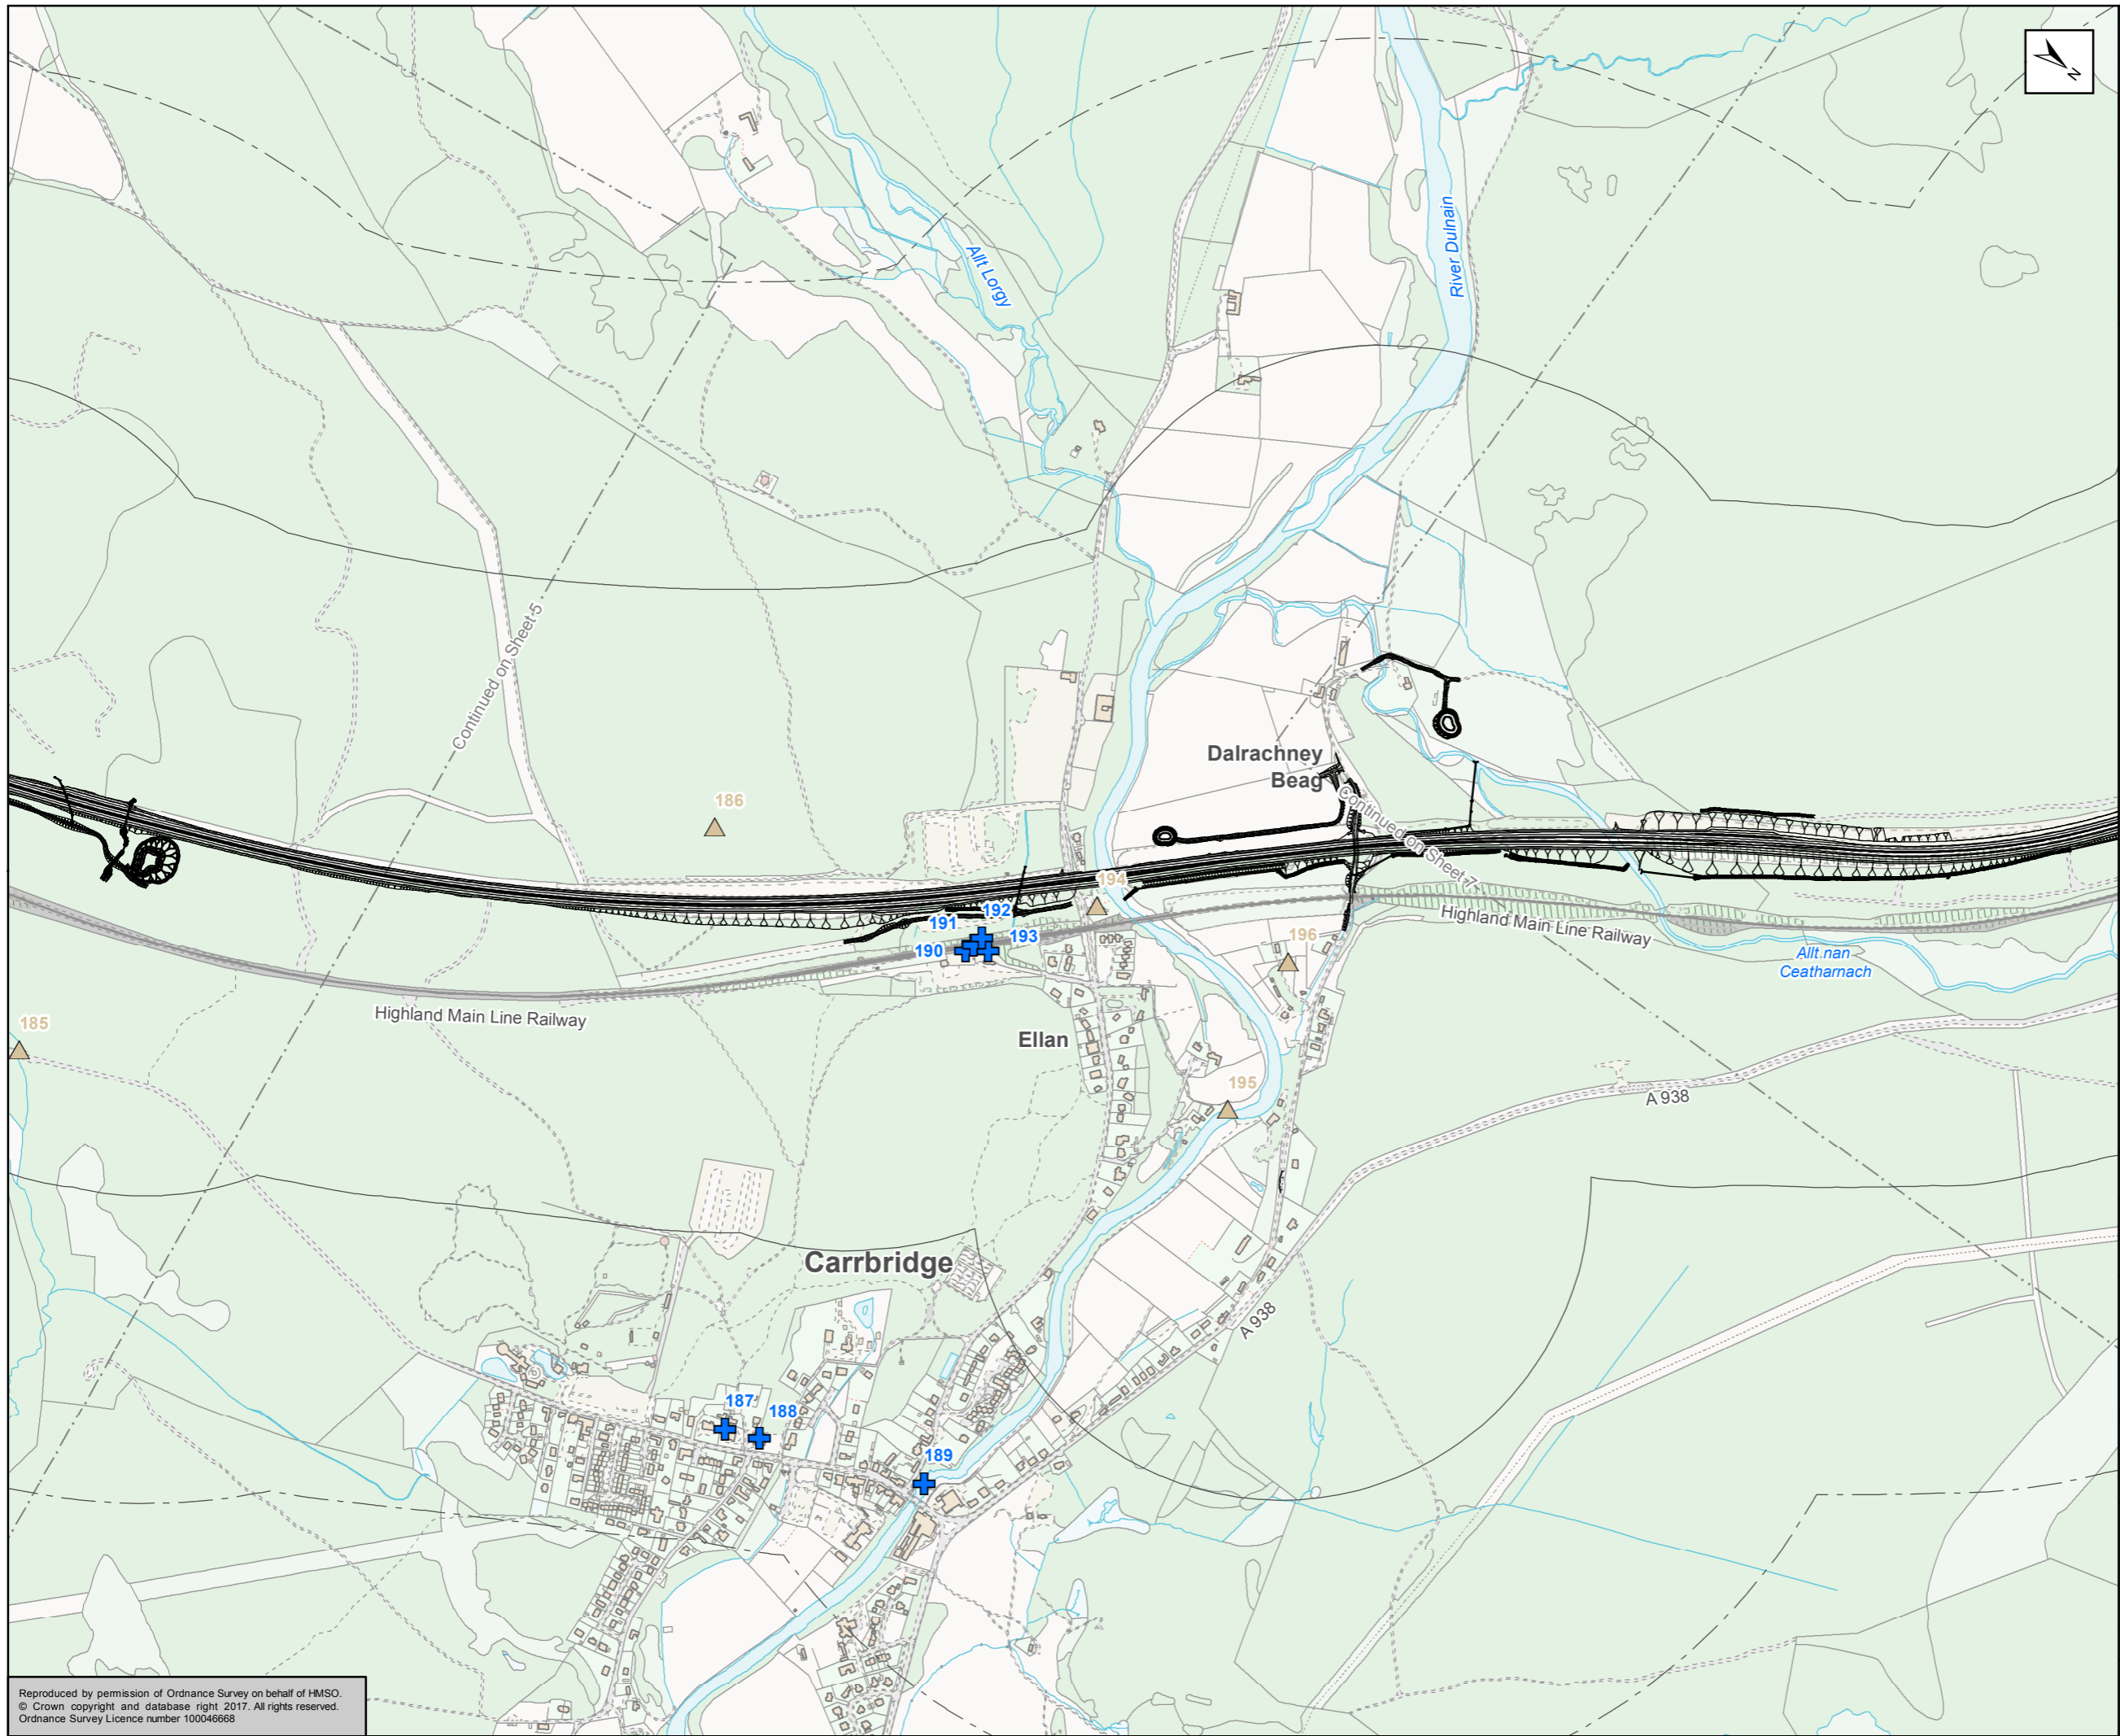 N
River Dulnain
Allt Lorgy
Continued on Sheet 5
Dalrachney
Beag
186
Continued on Sheet 7
194
192
191
193
190
Highland Main Line Railway
196
Allt nan
Ceatharnach
Highland Main Line Railway
185
Ellan
195
A 938
Carrbridge
A 938
187
188
189
Reproduced by permission of Ordnance Survey on behalf of HMSO.
© Crown copyright and database right 2017. All rights reserved.
Ordnance Survey Licence number 100046668